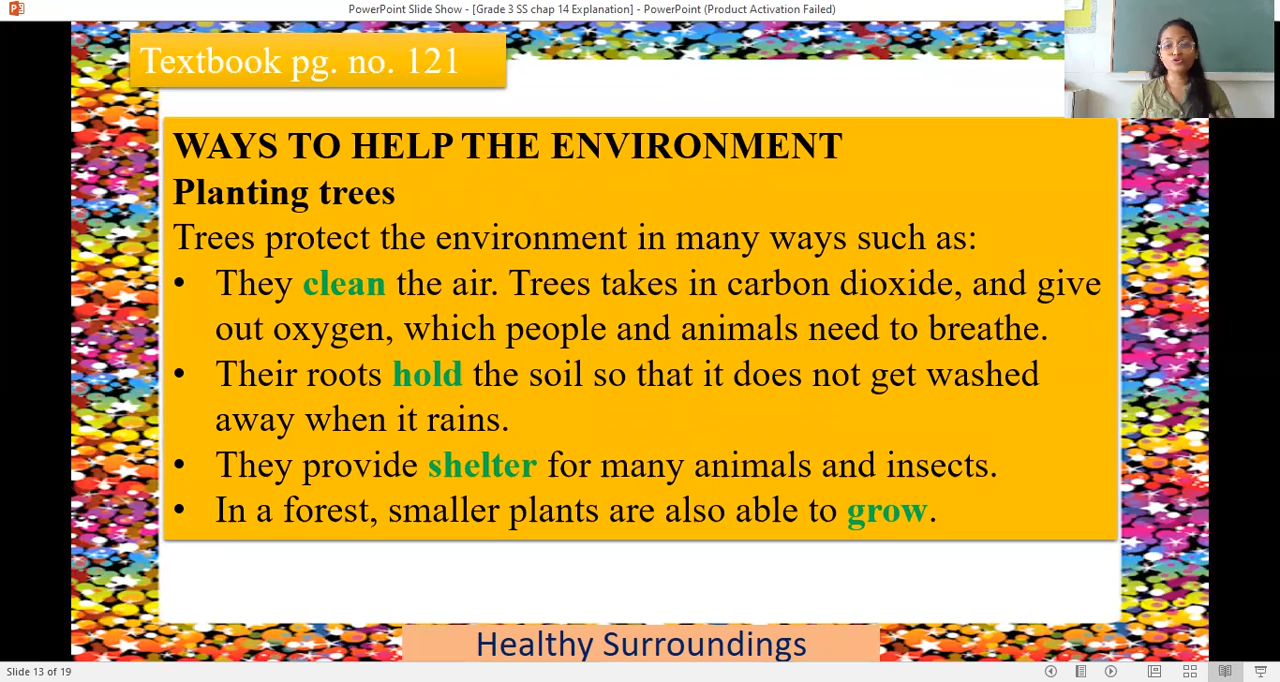 PowerPoint Slide Show - [Grade 3 SS chap 14 Explanation] - PowerPoint (Product Activation Failed)
Textbook pg. no. 121
WAYS TO HELP THE ENVIRONMENT
Planting trees
Trees protect the environment in many ways such as:
• They clean the air. Trees takes in carbon dioxide, and give
out oxygen, which people and animals need to breathe.
• Their roots hold the soil so that it does not get washed
away when it rains.
• They provide shelter for many animals and insects.
• In a forest, smaller plants are also able to grow.
Healthy Surroundings
Slide 13 of 19